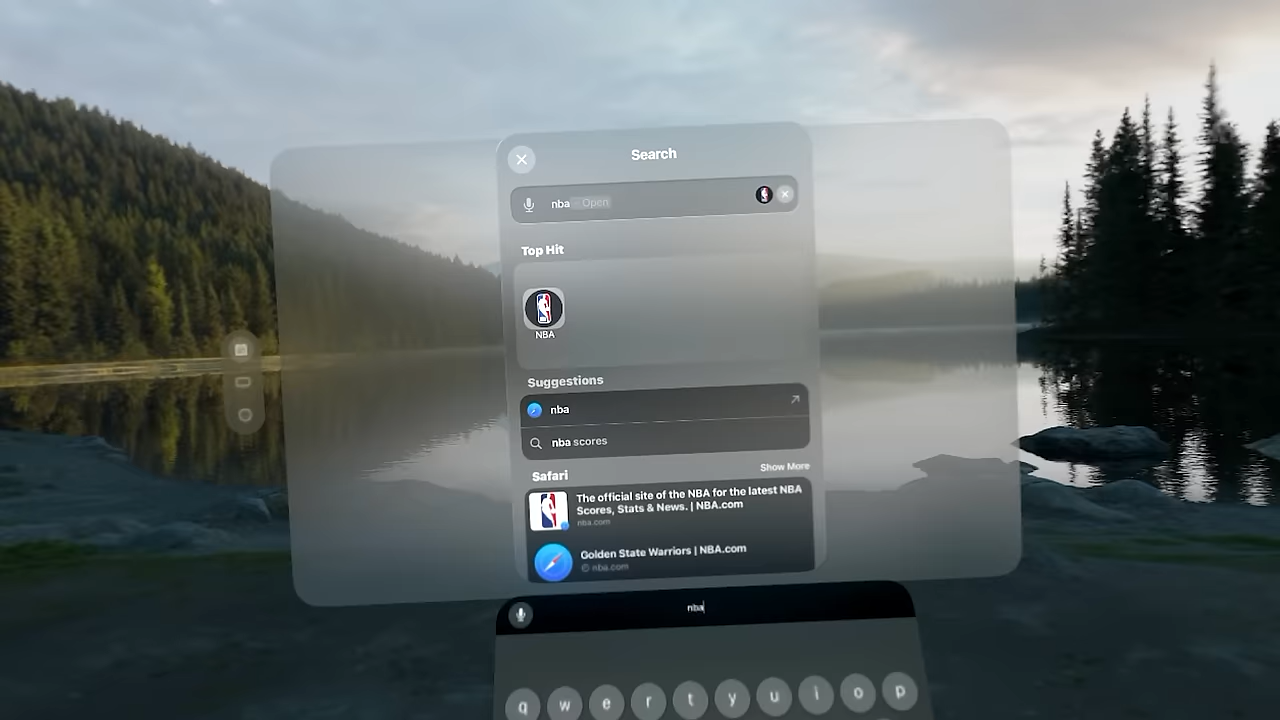 Search
nba – Open
Top Hit
NBA
Suggestions
nba
nba scores
Safari
Show More
The official site of the NBA for the latest NBA
Scores, Stats & News. | NBA.com
nba.com
Golden State Warriors | NBA.com
nba.com
nba
q w e r t y u i o p